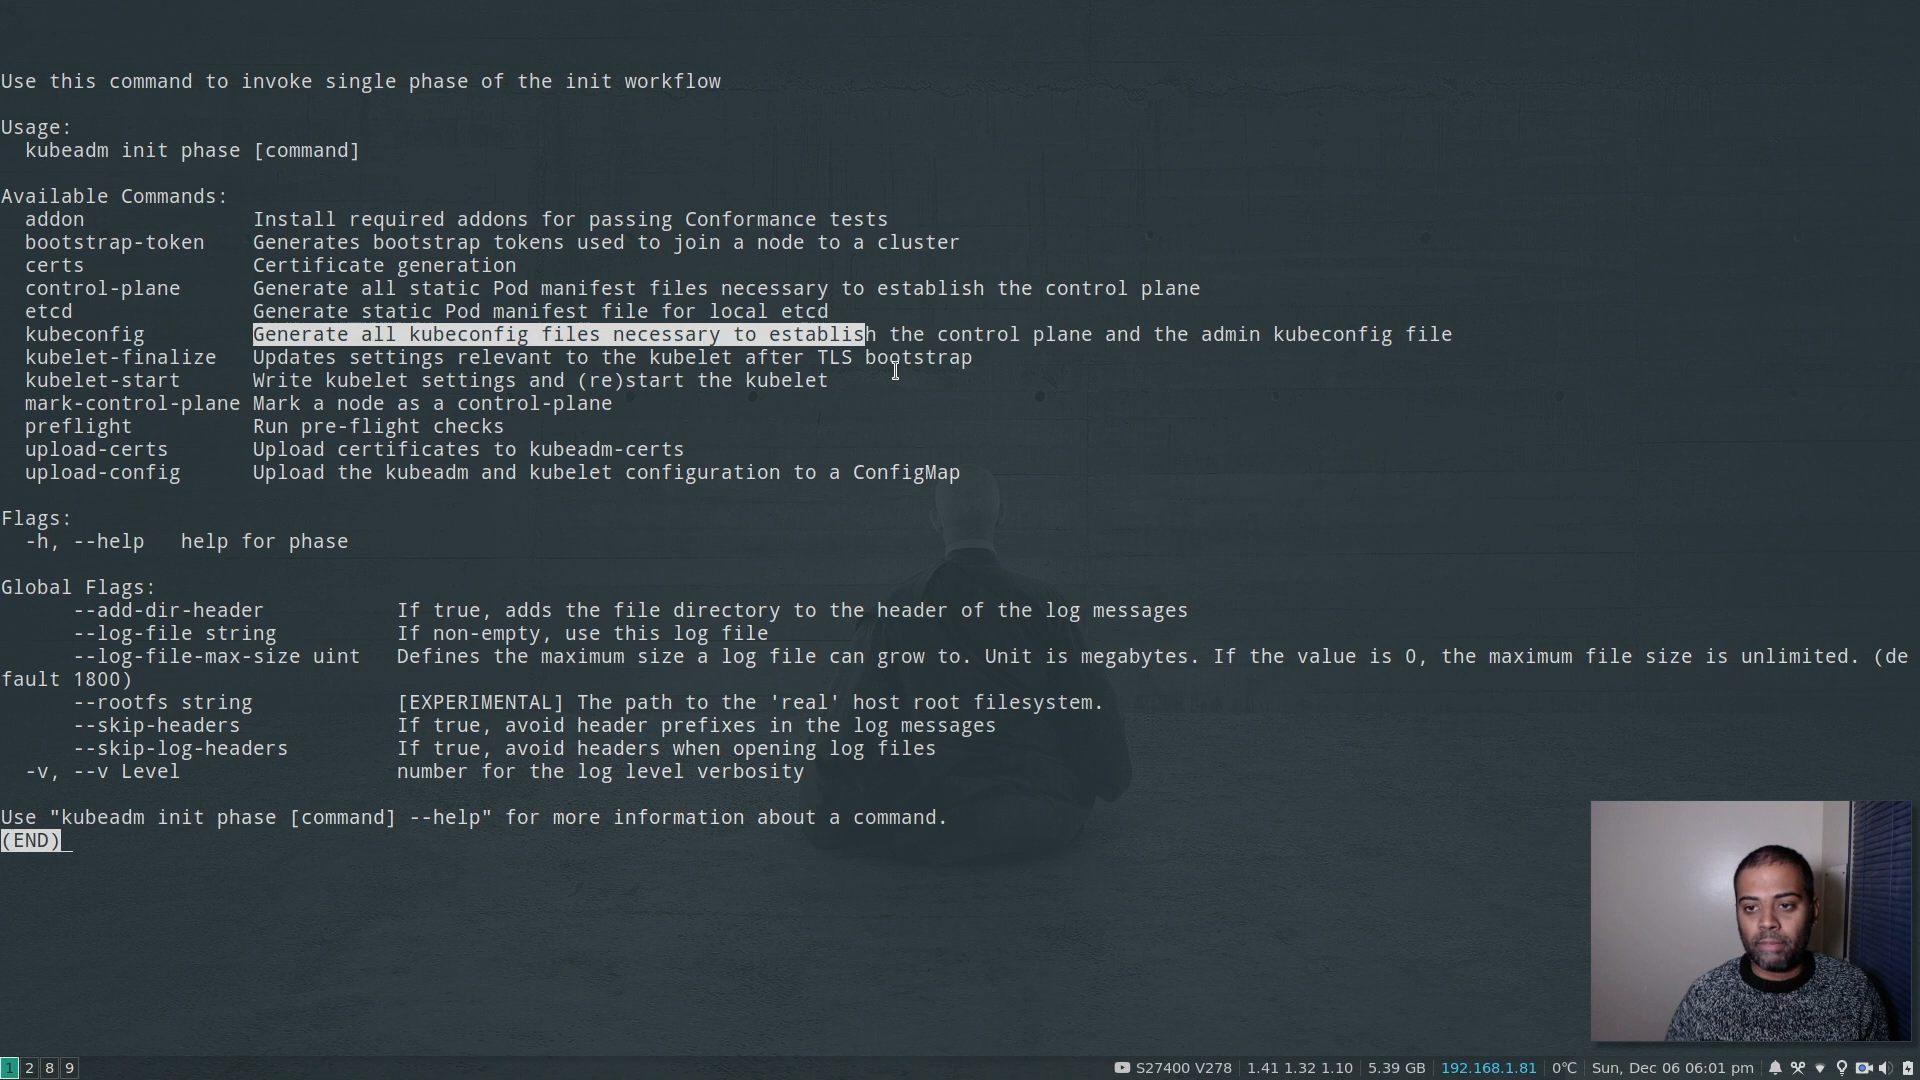 Use this command to invoke single phase of the init workflow
Usage:
  kubeadm init phase [command]
Available Commands:
  addon              Install required addons for passing Conformance tests
  bootstrap-token    Generates bootstrap tokens used to join a node to a cluster
  certs              Certificate generation
  control-plane      Generate all static Pod manifest files necessary to establish the control plane
  etcd               Generate static Pod manifest file for local etcd
  kubeconfig         Generate all kubeconfig files necessary to establish the control plane and the admin kubeconfig file
  kubelet-finalize   Updates settings relevant to the kubelet after TLS bootstrap
  kubelet-start      Write kubelet settings and (re)start the kubelet
  mark-control-plane Mark a node as a control-plane
  preflight          Run pre-flight checks
  upload-certs       Upload certificates to kubeadm-certs
  upload-config      Upload the kubeadm and kubelet configuration to a ConfigMap
Flags:
  -h, --help   help for phase
Global Flags:
      --add-dir-header           If true, adds the file directory to the header of the log messages
      --log-file string          If non-empty, use this log file
      --log-file-max-size uint   Defines the maximum size a log file can grow to. Unit is megabytes. If the value is 0, the maximum file size is unlimited. (de
fault 1800)
      --rootfs string            [EXPERIMENTAL] The path to the 'real' host root filesystem.
      --skip-headers             If true, avoid header prefixes in the log messages
      --skip-log-headers         If true, avoid headers when opening log files
  -v, --v Level                  number for the log level verbosity
Use "kubeadm init phase [command] --help" for more information about a command.
(END)
1 2 8 9 S27400 V278 1.41 1.32 1.10 5.39 GB 192.168.1.81 0°C Sun, Dec 06 06:01 pm